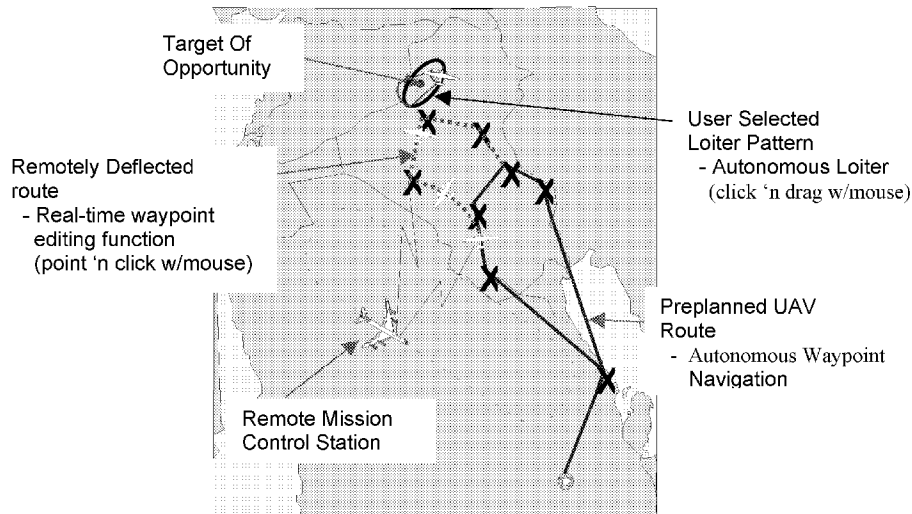 Target Of
Opportunity
User Selected
Loiter Pattern
- Autonomous Loiter
(click ‘n drag w/mouse)
Remotely Deflected
route
- Real-time waypoint
editing function
(point ‘n click w/mouse)
Preplanned UAV
Route
- Autonomous Waypoint
Navigation
Remote Mission
Control Station